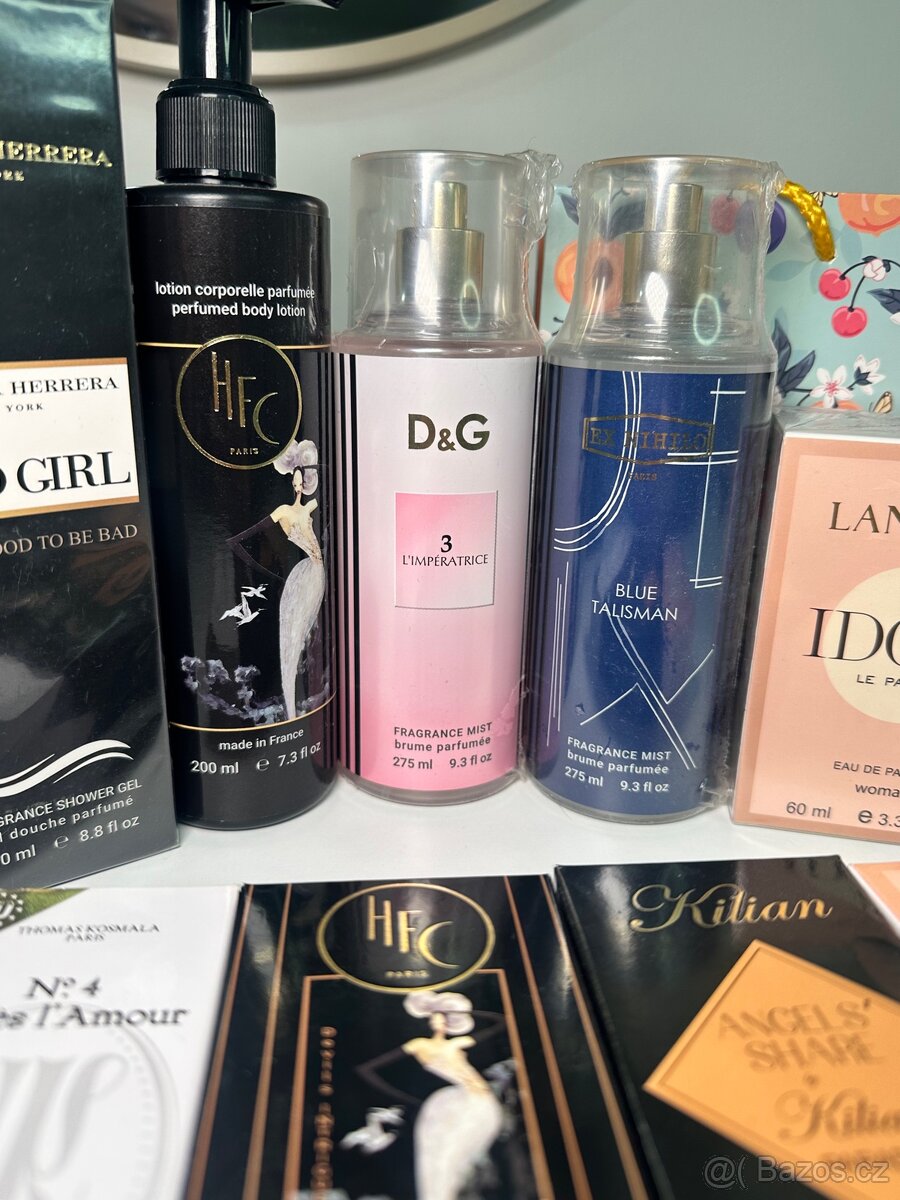 HERRERA
HERRERA
YORK
GIRL
GOOD TO BE BAD
FRAGRANCE SHOWER GEL
douche parfumé
ml e 8.8 fl oz
lotion corporelle parfumée
perfumed body lotion
HFC
PARIS
made in France
200 ml e 7.3 fl oz
D&G
3
L'IMPÉRATRICE
FRAGRANCE MIST
brume parfumée
275 ml 9.3 fl oz
EX NIHILO
PARIS
BLUE
TALISMAN
FRAGRANCE MIST
brume parfumée
275 ml 9.3 fl oz
LAN
IDO
LE PA
EAU DE PA
woma
60 ml e 3.3
THOMAS KOSMALA
PARIS
Nº 4
l'Amour
HFC
PARIS
Kilian
ANGELS'
SHARE
Kilian
@( Bazos.cz